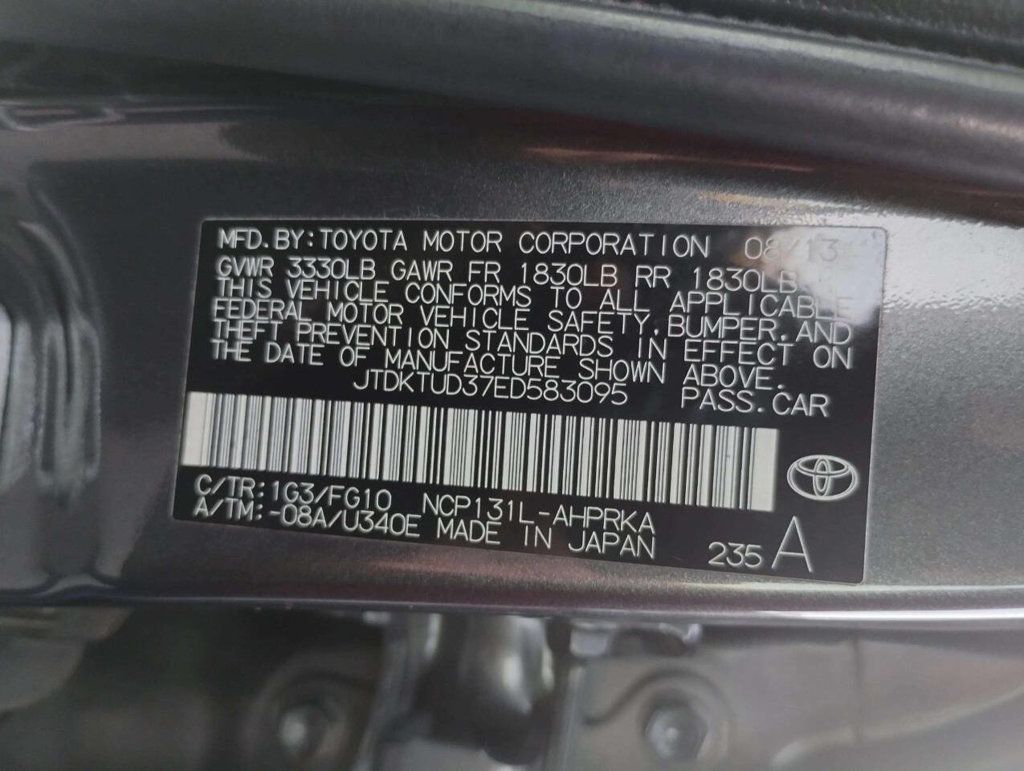 MFD.BY:TOYOTA MOTOR CORPORATION 08/13
GVWR 3330LB GAWR FR 1830LB RR 1830LB
THIS VEHICLE CONFORMS TO ALL APPLICABLE
FEDERAL MOTOR VEHICLE SAFETY,BUMPER,AND
THEFT PREVENTION STANDARDS IN EFFECT ON
THE DATE OF MANUFACTURE SHOWN ABOVE.
JTDKTUD37ED583095 PASS.CAR
C/TR:1G3/FG10 NCP131L-AHPRKA
A/TM:-08A/U340E MADE IN JAPAN 235 A